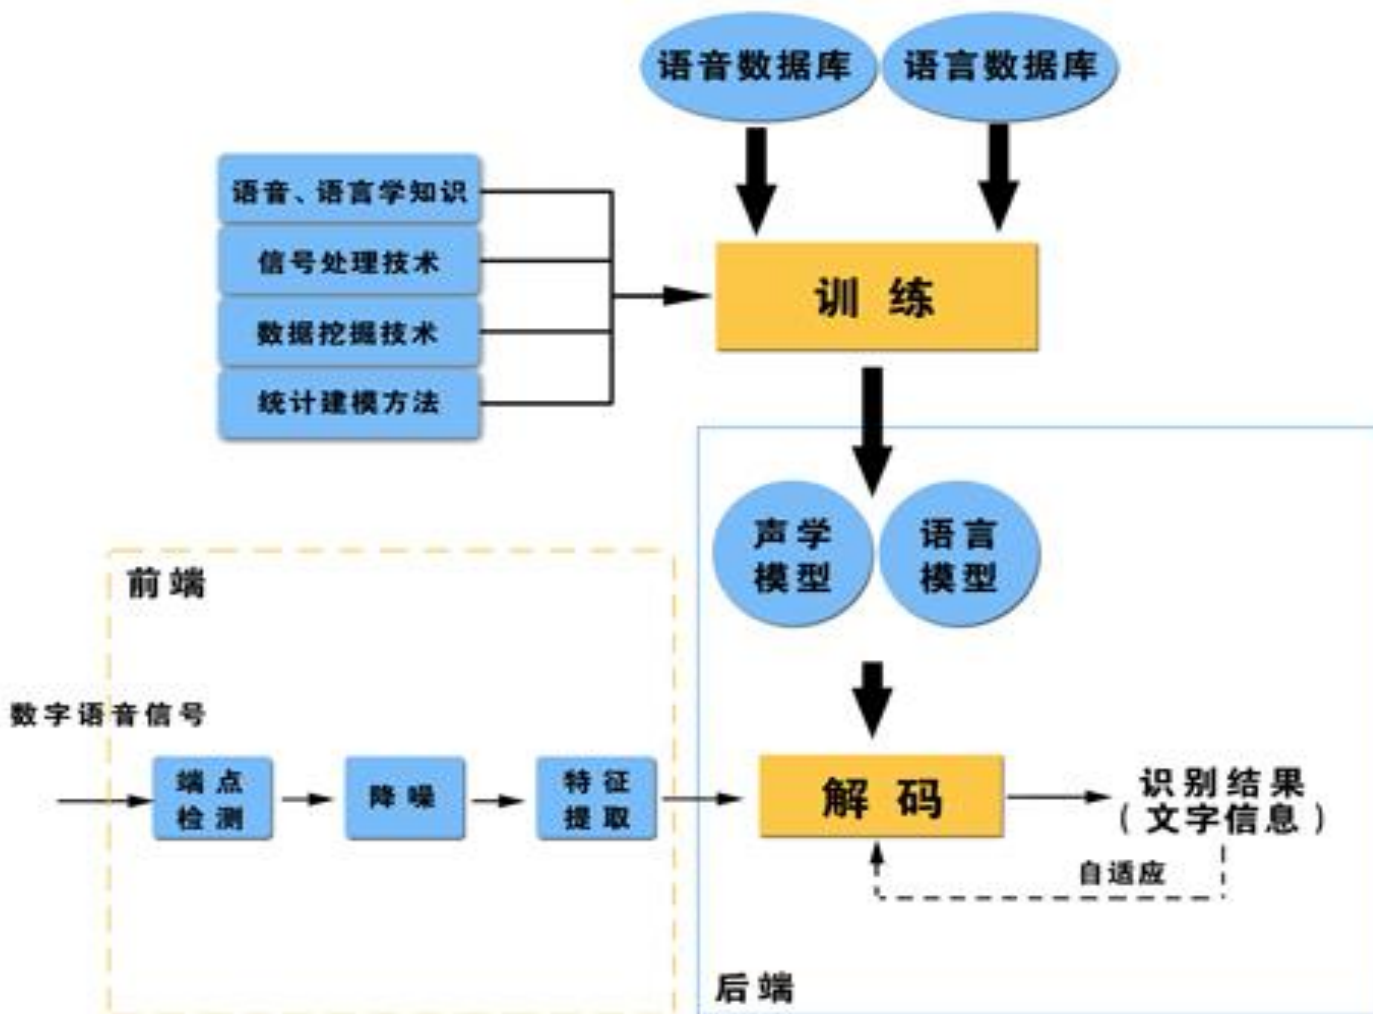 语音数据库
语言数据库
语音、语言学知识
信号处理技术
数据挖掘技术
统计建模方法
训练
声学
模型
语言
模型
前端
数字语音信号
端点
检测
降噪
特征
提取
解码
识别结果
(文字信息)
自适应
后端